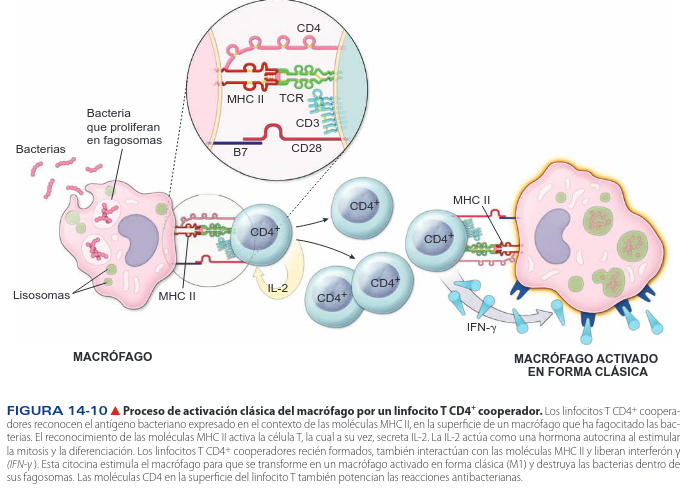 CD4
MHC II
TCR
CD3
B7
CD28
Bacteria
que proliferan
en fagosomas
Bacterias
Lisosomas
MHC II
CD4+
IL-2
CD4+
CD4+
CD4+
MHC II
CD4+
IFN-γ
MACRÓFAGO
MACRÓFAGO ACTIVADO
EN FORMA CLÁSICA
FIGURA 14-10 ▲ Proceso de activación clásica del macrófago por un linfocito T CD4+ cooperador. Los linfocitos T CD4+ coopera-
dores reconocen el antígeno bacteriano expresado en el contexto de las moléculas MHC II, en la superficie de un macrófago que ha fagocitado las bac-
terias. El reconocimiento de las moléculas MHC II activa la célula T, la cual a su vez, secreta IL-2. La IL-2 actúa como una hormona autocrina al estimular
la mitosis y la diferenciación. Los linfocitos T CD4+ cooperadores recién formados, también interactúan con las moléculas MHC II y liberan interferón γ
(IFN-γ ). Esta citocina estimula el macrófago para que se transforme en un macrófago activado en forma clásica (M1) y destruya las bacterias dentro de
sus fagosomas. Las moléculas CD4 en la superficie del linfocito T también potencian las reacciones antibacterianas.